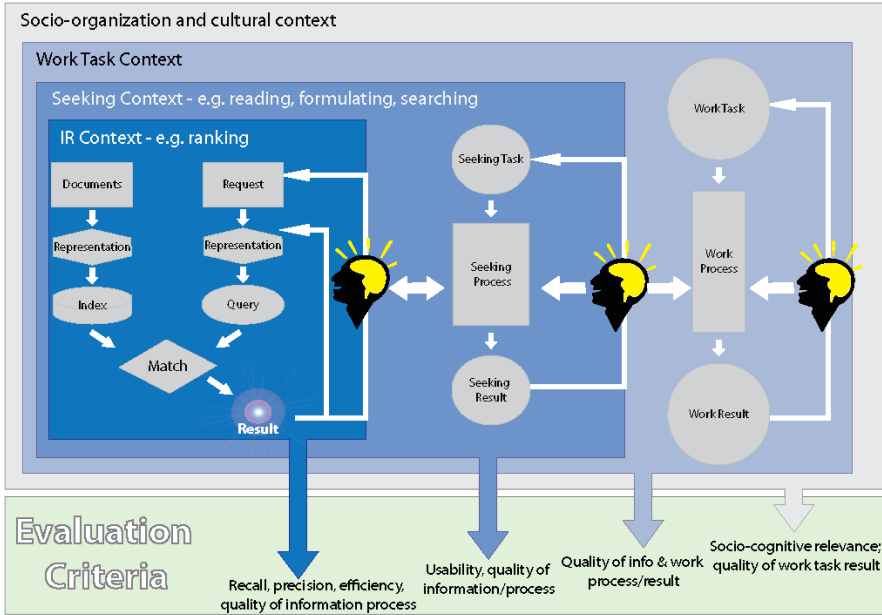 Socio-organization and cultural context
Work Task Context
Seeking Context - e.g. reading, formulating, searching
IR Context - e.g. ranking
Documents
Request
Representation
Representation
Index
Query
Match
Result
Seeking Task
Seeking
Process
Seeking
Result
Work Task
Work
Process
Work Result
Evaluation
Criteria
Recall, precision, efficiency,
quality of information process
Usability, quality of
information/process
Quality of info & work
process/result
Socio-cognitive relevance;
quality of work task result